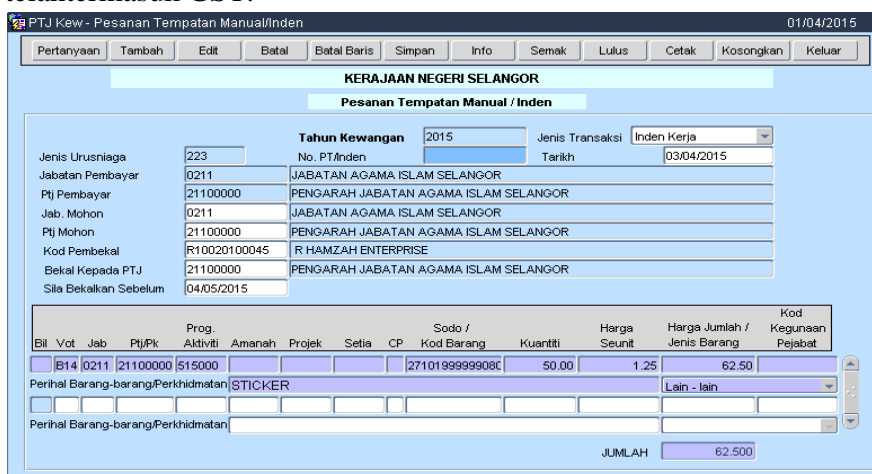 PTJ Kew - Pesanan Tempatan Manual/Inden 01/04/2015
Pertanyaan Tambah Edit Batal Batal Baris Simpan Info Semak Lulus Cetak Kosongkan Keluar
KERAJAAN NEGERI SELANGOR
Pesanan Tempatan Manual / Inden
Tahun Kewangan 2015 Jenis Transaksi Inden Kerja
Jenis Urusniaga 223 No. PT/Inden Tarikh 03/04/2015
Jabatan Pembayar 0211 JABATAN AGAMA ISLAM SELANGOR
Ptj Pembayar 21100000 PENGARAH JABATAN AGAMA ISLAM SELANGOR
Jab. Mohon 0211 JABATAN AGAMA ISLAM SELANGOR
Ptj Mohon 21100000 PENGARAH JABATAN AGAMA ISLAM SELANGOR
Kod Pembekal R10020100045 R HAMZAH ENTERPRISE
Bekal Kepada PTJ 21100000 PENGARAH JABATAN AGAMA ISLAM SELANGOR
Sila Bekalkan Sebelum 04/05/2015
Kod
Prog. Sodo / Harga Harga Jumlah / Kegunaan
Bil Vot Jab Ptj/Pk Aktiviti Amanah Projek Setia CP Kod Barang Kuantiti Seunit Jenis Barang Pejabat
B14 0211 21100000 515000 50.00 1.25 62.50
Perihal Barang-barang/Perkhidmatan STICKER Lain - lain
Perihal Barang-barang/Perkhidmatan
JUMLAH 62.500